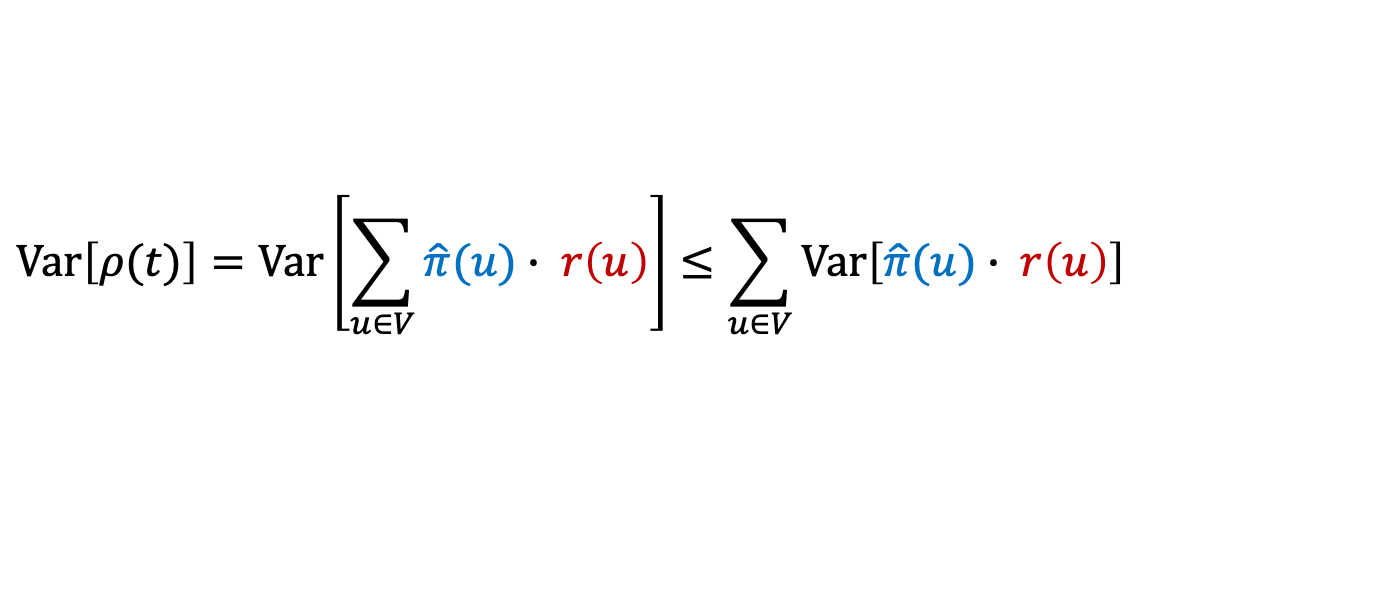 Var[ρ(t)] = Var[∑_{u∈V} π̂(u) · r(u)] ≤ ∑_{u∈V} Var[π̂(u) · r(u)]